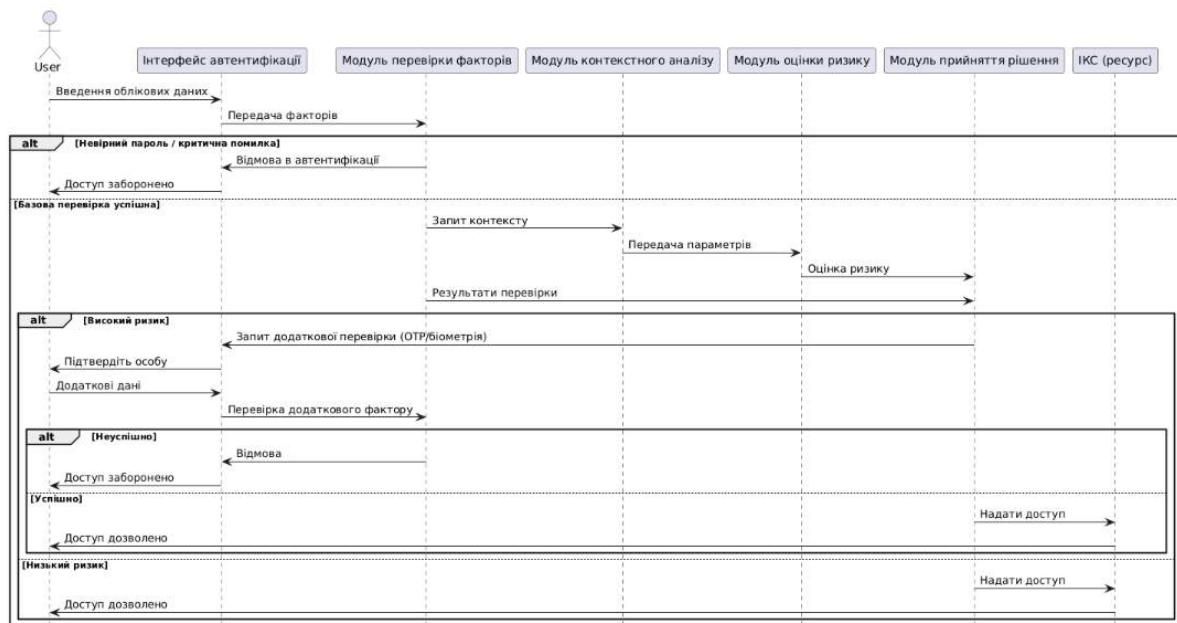 User
Інтерфейс автентифікації
Модуль перевірки факторів
Модуль контекстного аналізу
Модуль оцінки ризику
Модуль прийняття рішення
ІКС (ресурс)
Введення облікових даних
Передача факторів
alt [Невірний пароль / критична помилка]
Відмова в автентифікації
Доступ заборонено
[Базова перевірка успішна]
Запит контексту
Передача параметрів
Оцінка ризику
Результати перевірки
alt [Високий ризик]
Запит додаткової перевірки (OTP/біометрія)
Підтвердіть особу
Додаткові дані
Перевірка додаткового фактору
alt [Неуспішно]
Відмова
Доступ заборонено
[Успішно]
Надати доступ
Доступ дозволено
[Низький ризик]
Надати доступ
Доступ дозволено